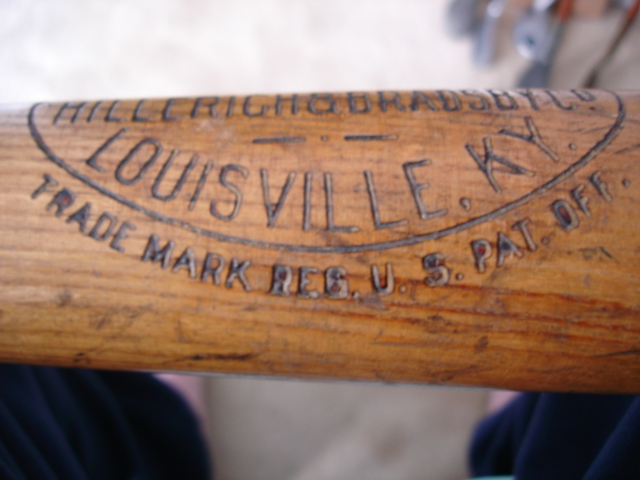 HILLERICH & BRADSBY CO.
LOUISVILLE, KY.
TRADE MARK REG. U. S. PAT. OFF.